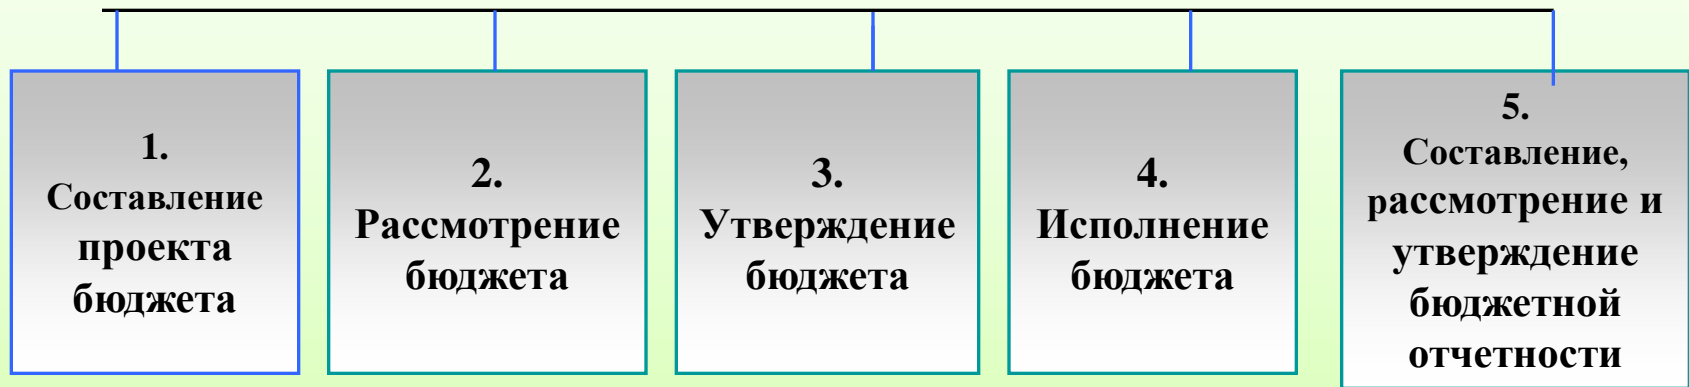 1.
Составление
проекта
бюджета
2.
Рассмотрение
бюджета
3.
Утверждение
бюджета
4.
Исполнение
бюджета
5.
Составление,
рассмотрение и
утверждение
бюджетной
отчетности